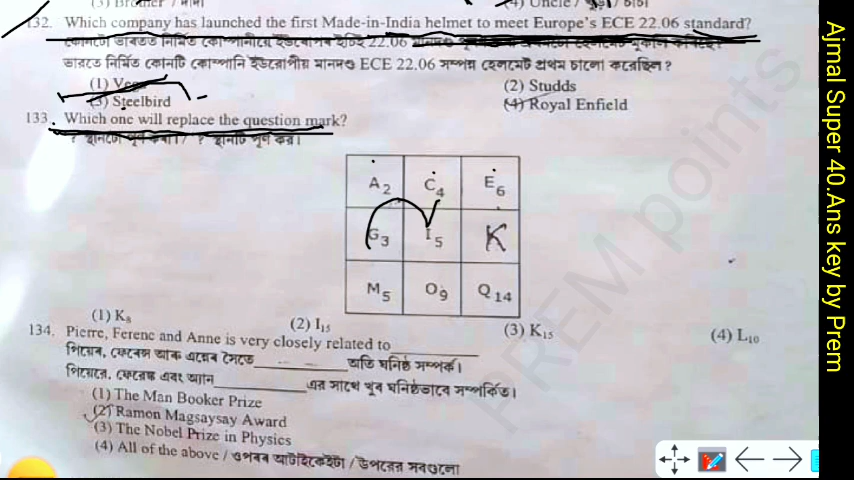 (4) Uncle /
132. Which company has launched the first Made-in-India helmet to meet Europe's ECE 22.06 standard?
ভারতে নির্মিত কোনটি কোম্পানি ইউরোপীয় মানদণ্ড ECE 22.06 সম্পন্ন হেলমেট প্রথম চালো করেছিল?
(1) Vega
(2) Studds
(3) Steelbird
(4) Royal Enfield
133. Which one will replace the question mark?
? স্থানটি পূর্ণ কর।
A2 C4 E6
G3 I5 K
M5 O9 Q14
(1) K8
(2) I15
(3) K15
(4) L10
134. Pierre, Ferenc and Anne is very closely related to
পিয়েৰে, ফেৰেন্স আৰু এনেৰ সৈতে অতি ঘনিষ্ঠ সম্পৰ্ক।
পিয়েরে, ফেরেন্স এবং অ্যান এর সাথে খুব ঘনিষ্ঠভাবে সম্পর্কিত।
(1) The Man Booker Prize
(2) Ramon Magsaysay Award
(3) The Nobel Prize in Physics
(4) All of the above / ওপৰৰ আটাইকেইটা / উপরের সবগুলো
PREM points
Ajmal Super 40.Ans key by Prem